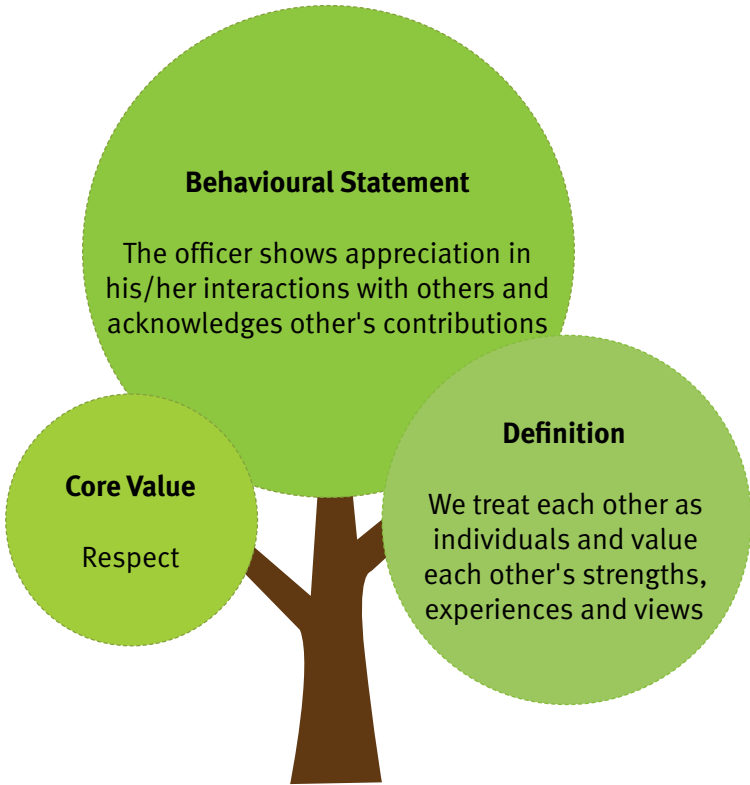 Behavioural Statement
The officer shows appreciation in
his/her interactions with others and
acknowledges other's contributions
Core Value
Respect
Definition
We treat each other as
individuals and value
each other's strengths,
experiences and views